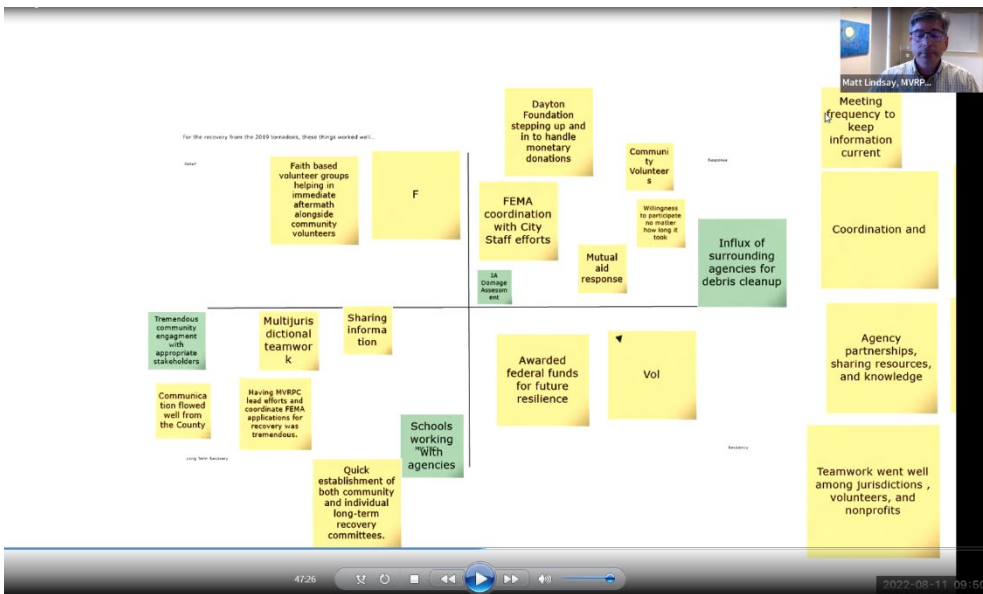 Matt Lindsay, MVRP...
For the recovery from the 2019 tornadoes, these things worked well...
Relief
Response
Faith based
volunteer groups
helping in
immediate
aftermath
alongside
community
volunteers
F
Dayton
Foundation
stepping up and
in to handle
monetary
donations
Communi
ty
Volunteer
s
FEMA
coordination
with City
Staff efforts
Willingness
to participate
no matter
how long it
took
Mutual
aid
response
IA
Damage
Assessm
ent
Influx of
surrounding
agencies for
debris cleanup
Meeting
frequency to
keep
information
current
Coordination and
Agency
partnerships,
sharing resources,
and knowledge
Teamwork went well
among jurisdictions ,
volunteers, and
nonprofits
Tremendous
community
engagment
with
appropriate
stakeholders
Multijuris
dictional
teamwor
k
Sharing
informa
tion
Communica
tion flowed
well from
the County
Having MVRPC
lead efforts and
coordinate FEMA
applications for
recovery was
tremendous.
Schools
working
with
agencies
Quick
establishment of
both community
and individual
long-term
recovery
committees.
Awarded
federal funds
for future
resilience
Vol
Long Term Recovery
Resiliency
47:26
2022-08-11 09:50